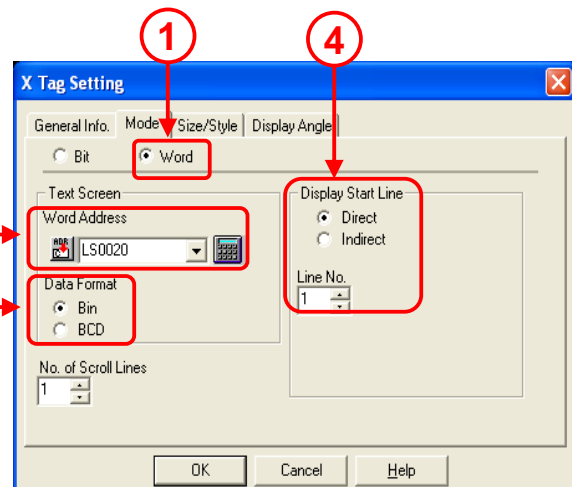 1
4
X Tag Setting
General Info. Mode Size/Style Display Angle
Bit Word
Text Screen
Display Start Line
Word Address
Direct
LS0020
Indirect
Data Format
Line No.
Bin
1
BCD
No. of Scroll Lines
1
OK Cancel Help